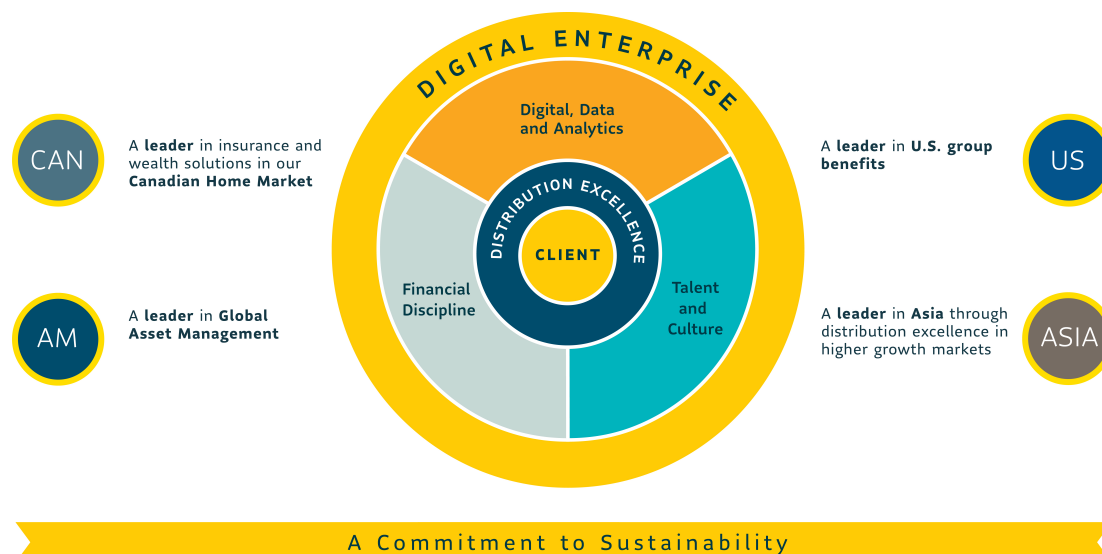 DIGITAL ENTERPRISE
Digital, Data
and Analytics
DISTRIBUTION EXCELLENCE
CLIENT
Financial
Discipline
Talent
and
Culture
CAN
A leader in insurance and
wealth solutions in our
Canadian Home Market
AM
A leader in Global
Asset Management
A leader in U.S. group
benefits
US
A leader in Asia through
distribution excellence in
higher growth markets
ASIA
A Commitment to Sustainability